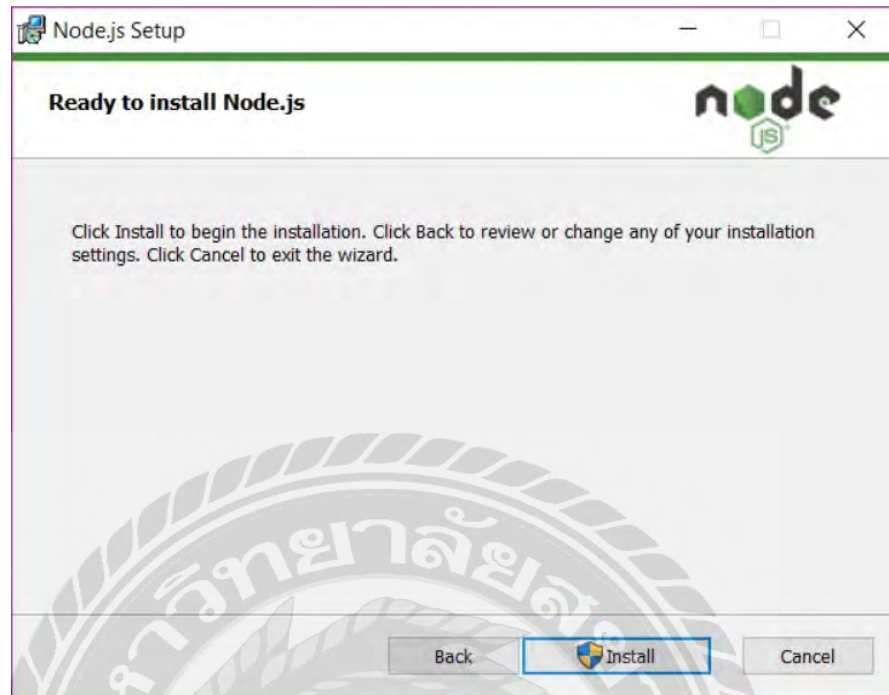 Node.js Setup
Ready to install Node.js
node
JS
Click Install to begin the installation. Click Back to review or change any of your installation
settings. Click Cancel to exit the wizard.
Back
Install
Cancel